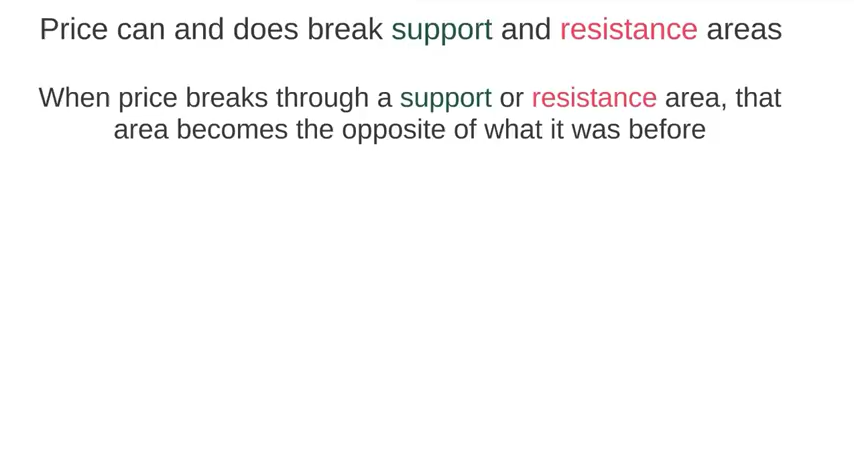 Price can and does break support and resistance areas
When price breaks through a support or resistance area, that
area becomes the opposite of what it was before